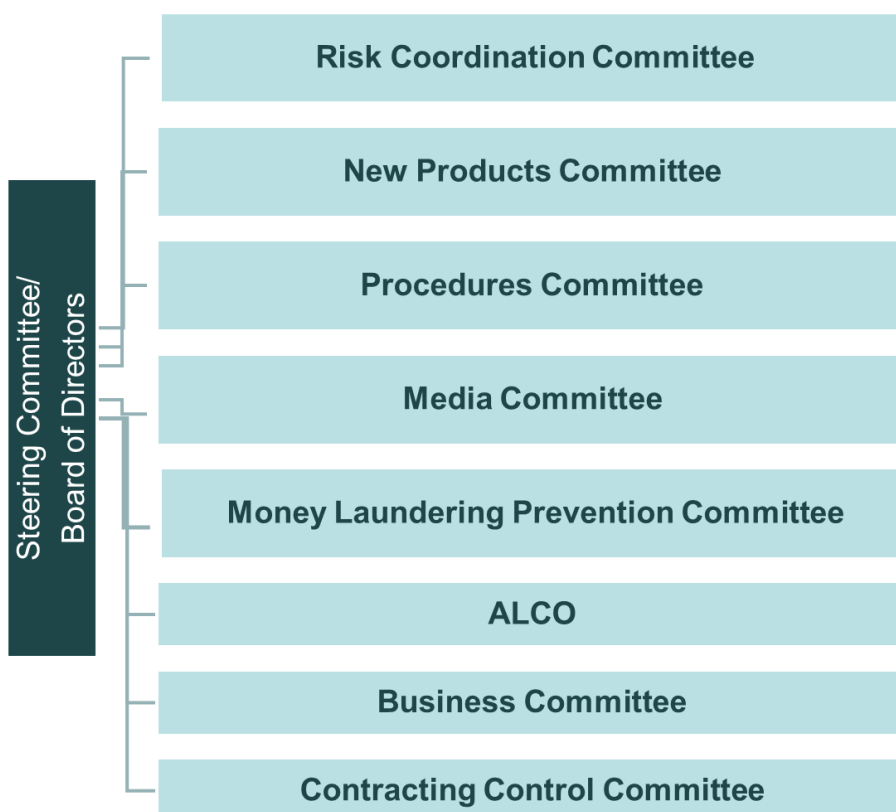 Steering Committee/
Board of Directors
Risk Coordination Committee
New Products Committee
Procedures Committee
Media Committee
Money Laundering Prevention Committee
ALCO
Business Committee
Contracting Control Committee